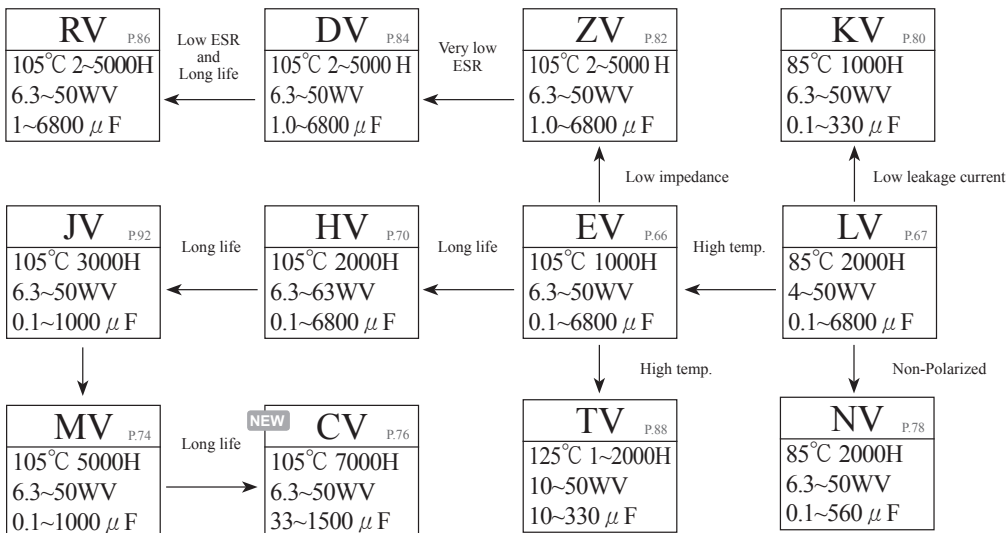 RV P.86
105℃ 2~5000H
6.3~50WV
1~6800 μF
Low ESR
and
Long life
DV P.84
105℃ 2~5000 H
6.3~50WV
1.0~6800 μF
Very low
ESR
ZV P.82
105℃ 2~5000 H
6.3~50WV
1.0~6800 μF
KV P.80
85℃ 1000H
6.3~50WV
0.1~330 μF
Low impedance
Low leakage current
JV P.92
105℃ 3000H
6.3~50WV
0.1~1000 μF
Long life
HV P.70
105℃ 2000H
6.3~63WV
0.1~6800 μF
Long life
EV P.66
105℃ 1000H
6.3~50WV
0.1~6800 μF
High temp.
LV P.67
85℃ 2000H
4~50WV
0.1~6800 μF
High temp.
Non-Polarized
MV P.74
105℃ 5000H
6.3~50WV
0.1~1000 μF
Long life
NEW
CV P.76
105℃ 7000H
6.3~50WV
33~1500 μF
TV P.88
125℃ 1~2000H
10~50WV
10~330 μF
NV P.78
85℃ 2000H
6.3~50WV
0.1~560 μF